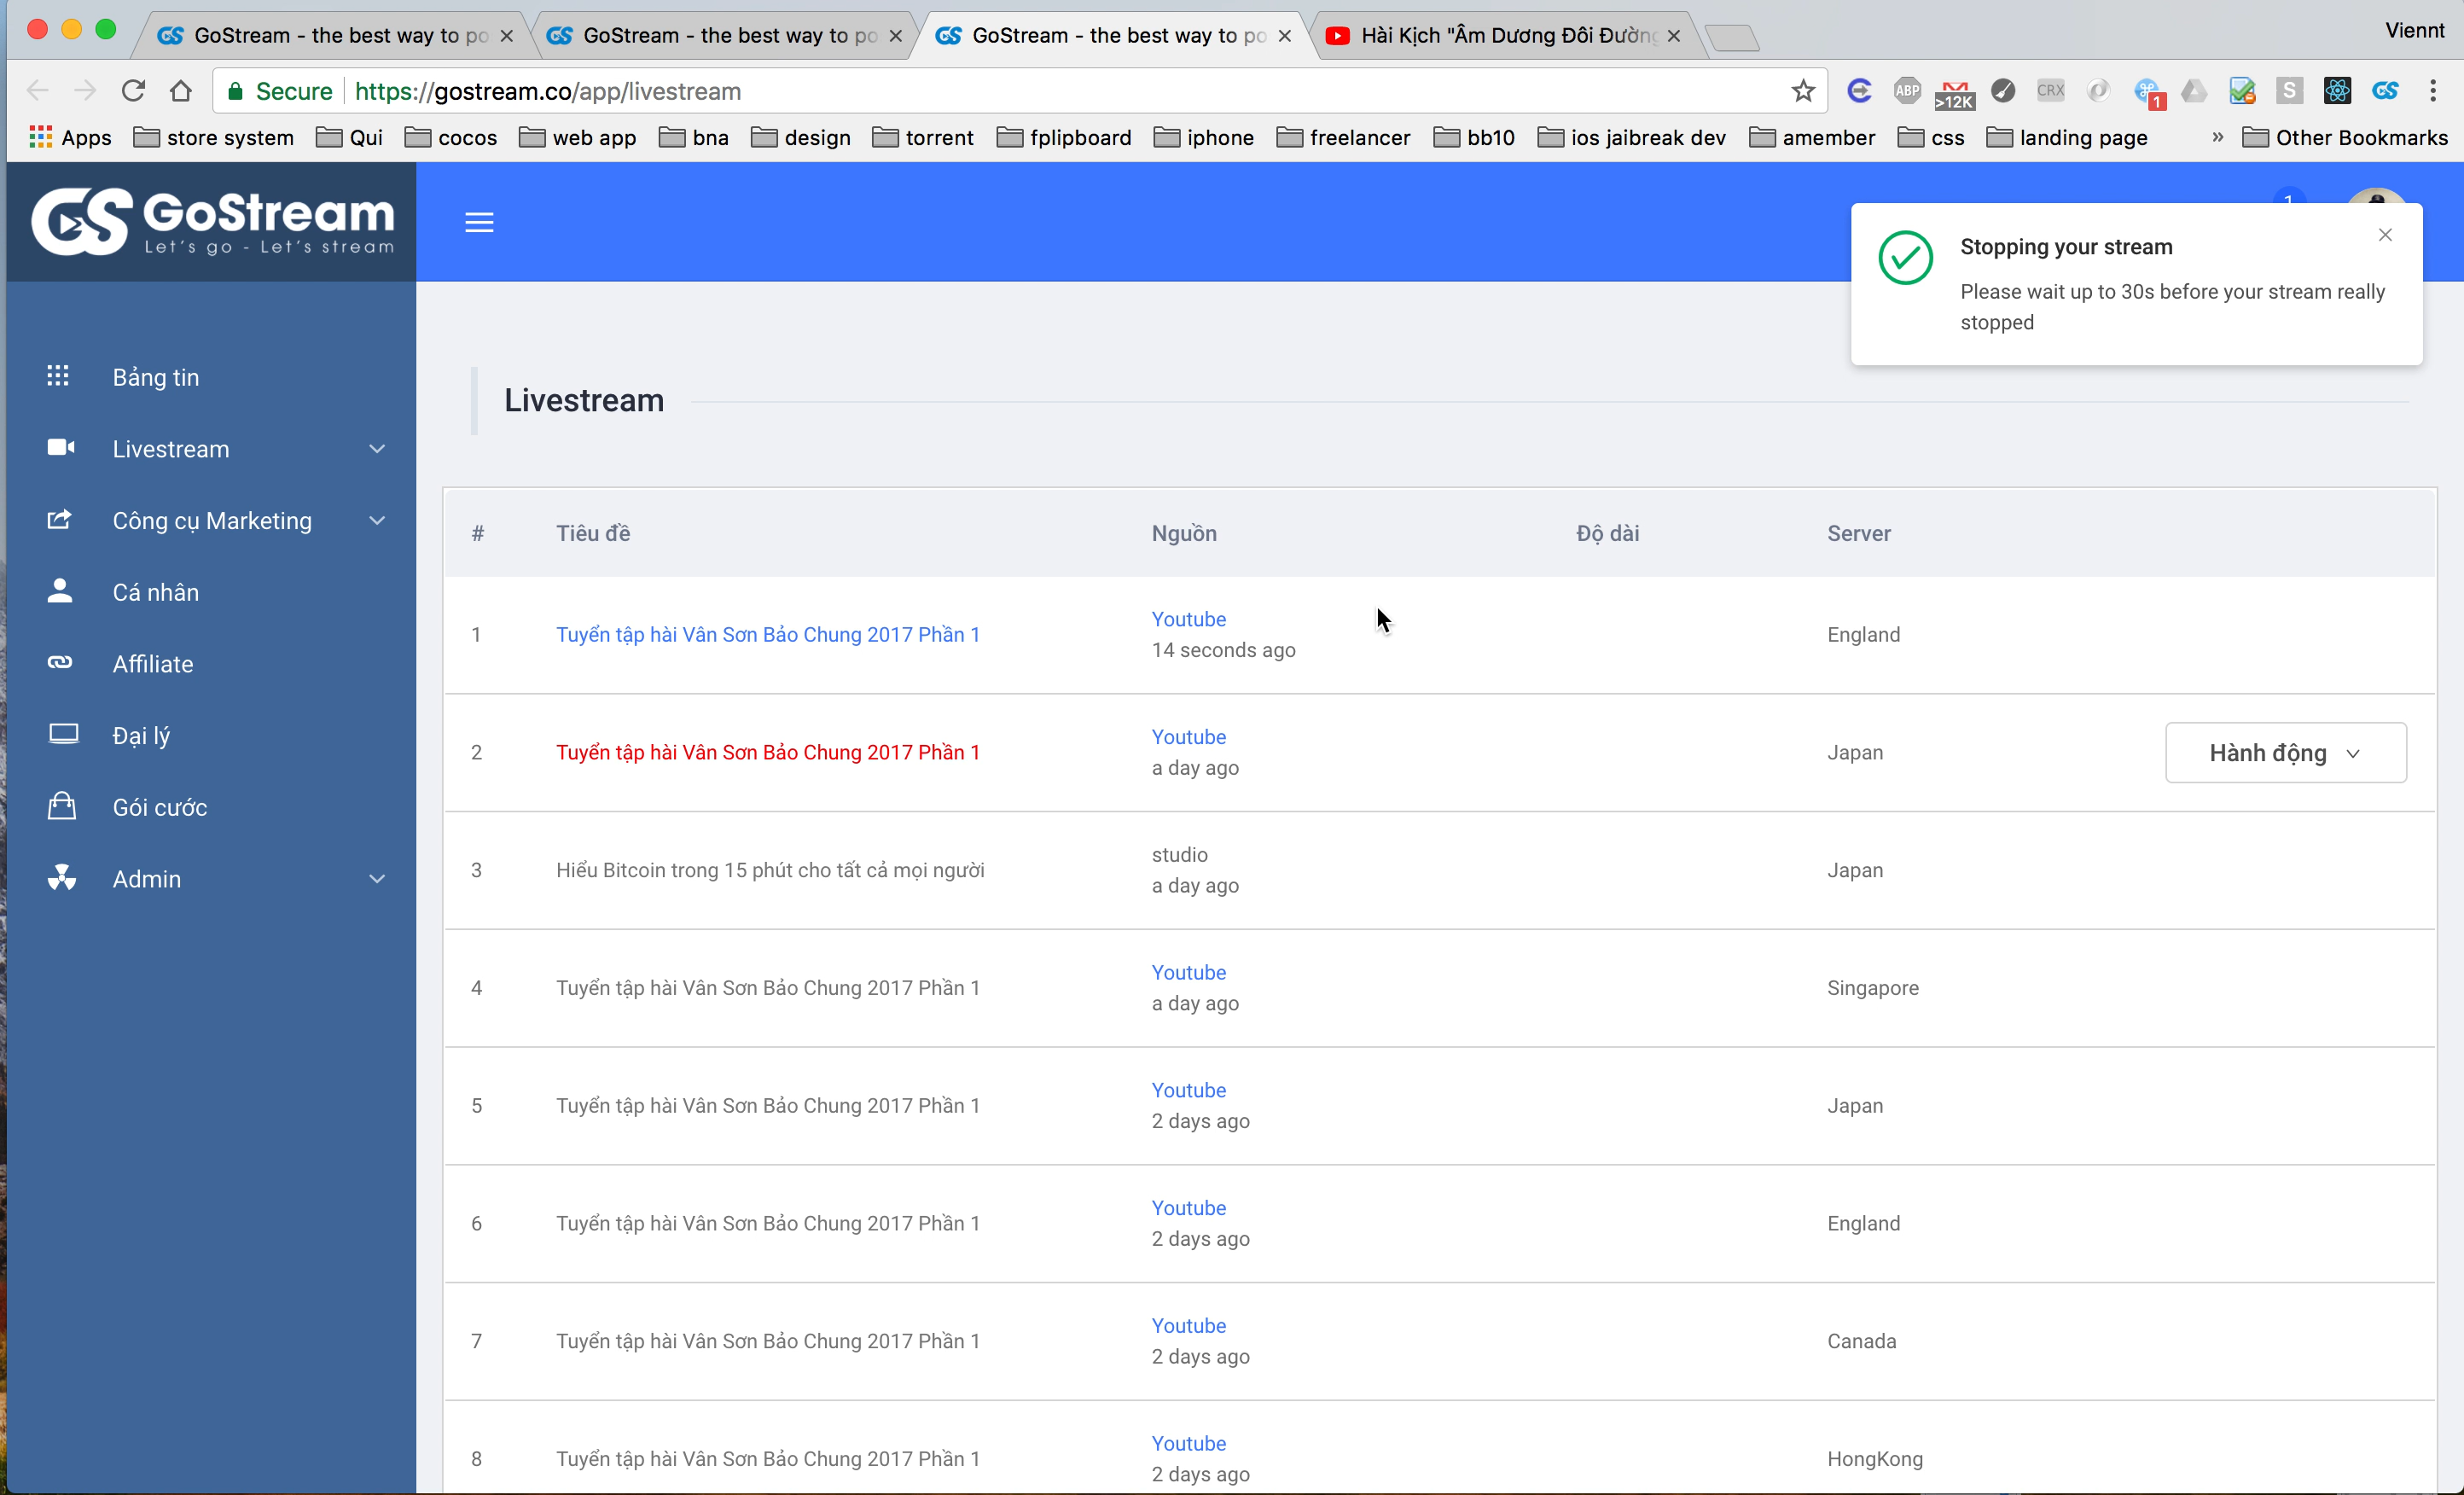 GoStream - the best way to po
GoStream - the best way to po
GoStream - the best way to po
Hài Kịch "Âm Dương Đôi Đường
Viennt
Secure
https://gostream.co/app/livestream
ABP
>12K
CRX
1
S
Apps
store system
Qui
cocos
web app
bna
design
torrent
fplipboard
iphone
freelancer
bb10
ios jaibreak dev
amember
css
landing page
»
Other Bookmarks
GS GoStream
Let's go - Let's stream
1
Stopping your stream
Please wait up to 30s before your stream really
stopped
Bảng tin
Livestream
Công cụ Marketing
Cá nhân
Affiliate
Đại lý
Gói cước
Admin
Livestream
# Tiêu đề Nguồn Độ dài Server
1 Tuyển tập hài Vân Sơn Bảo Chung 2017 Phần 1 Youtube England
14 seconds ago
2 Tuyển tập hài Vân Sơn Bảo Chung 2017 Phần 1 Youtube Japan Hành động
a day ago
3 Hiểu Bitcoin trong 15 phút cho tất cả mọi người studio Japan
a day ago
4 Tuyển tập hài Vân Sơn Bảo Chung 2017 Phần 1 Youtube Singapore
a day ago
5 Tuyển tập hài Vân Sơn Bảo Chung 2017 Phần 1 Youtube Japan
2 days ago
6 Tuyển tập hài Vân Sơn Bảo Chung 2017 Phần 1 Youtube England
2 days ago
7 Tuyển tập hài Vân Sơn Bảo Chung 2017 Phần 1 Youtube Canada
2 days ago
8 Tuyển tập hài Vân Sơn Bảo Chung 2017 Phần 1 Youtube HongKong
2 days ago